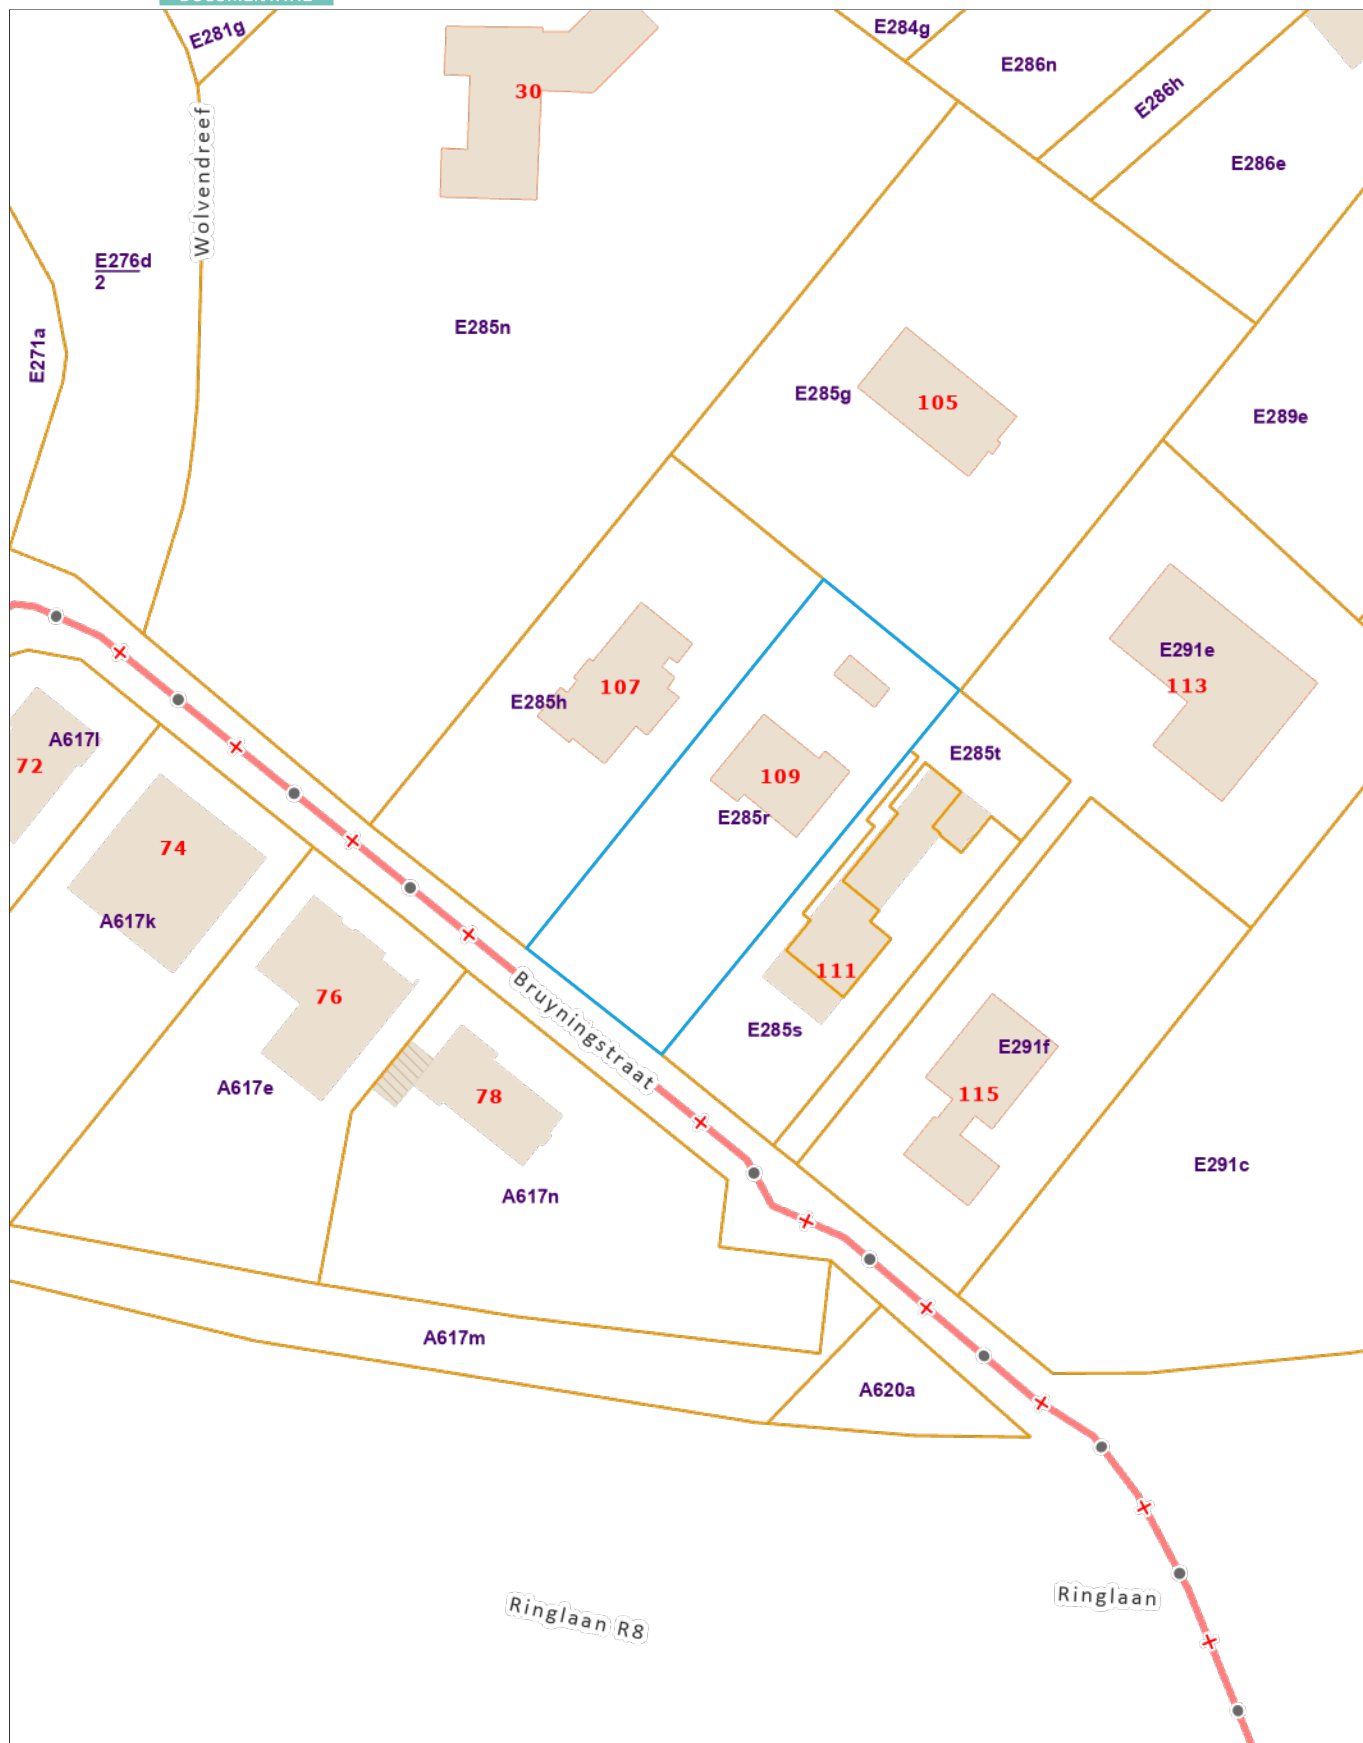 E281g
E284g
E286n
30
E286h
Wolvendreef
E286e
E276d
2
E285n
E271a
E285g
105
E289e
E291e
113
107
E285h
A617l
72
E285t
109
E285r
74
A617k
111
76
E285s
Bruyningstraat
E291f
A617e
78
115
E291c
A617n
A617m
A620a
Ringlaan R8
Ringlaan